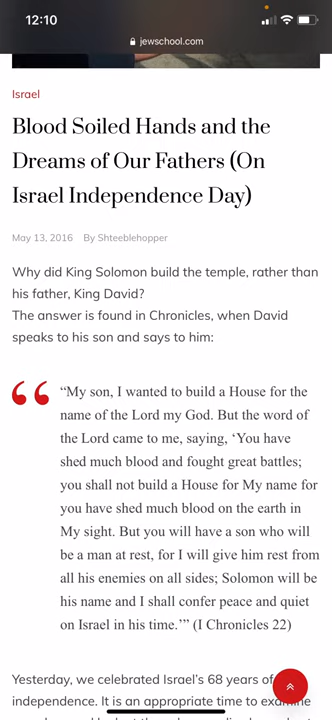 12:10
jewschool.com
Israel
Blood Soiled Hands and the
Dreams of Our Fathers (On
Israel Independence Day)
May 13, 2016 By Shteeblehopper
Why did King Solomon build the temple, rather than
his father, King David?
The answer is found in Chronicles, when David
speaks to his son and says to him:
“My son, I wanted to build a House for the
name of the Lord my God. But the word of
the Lord came to me, saying, ‘You have
shed much blood and fought great battles;
you shall not build a House for My name for
you have shed much blood on the earth in
My sight. But you will have a son who will
be a man at rest, for I will give him rest from
all his enemies on all sides; Solomon will be
his name and I shall confer peace and quiet
on Israel in his time.’” (I Chronicles 22)
Yesterday, we celebrated Israel’s 68 years of
independence. It is an appropriate time to examine